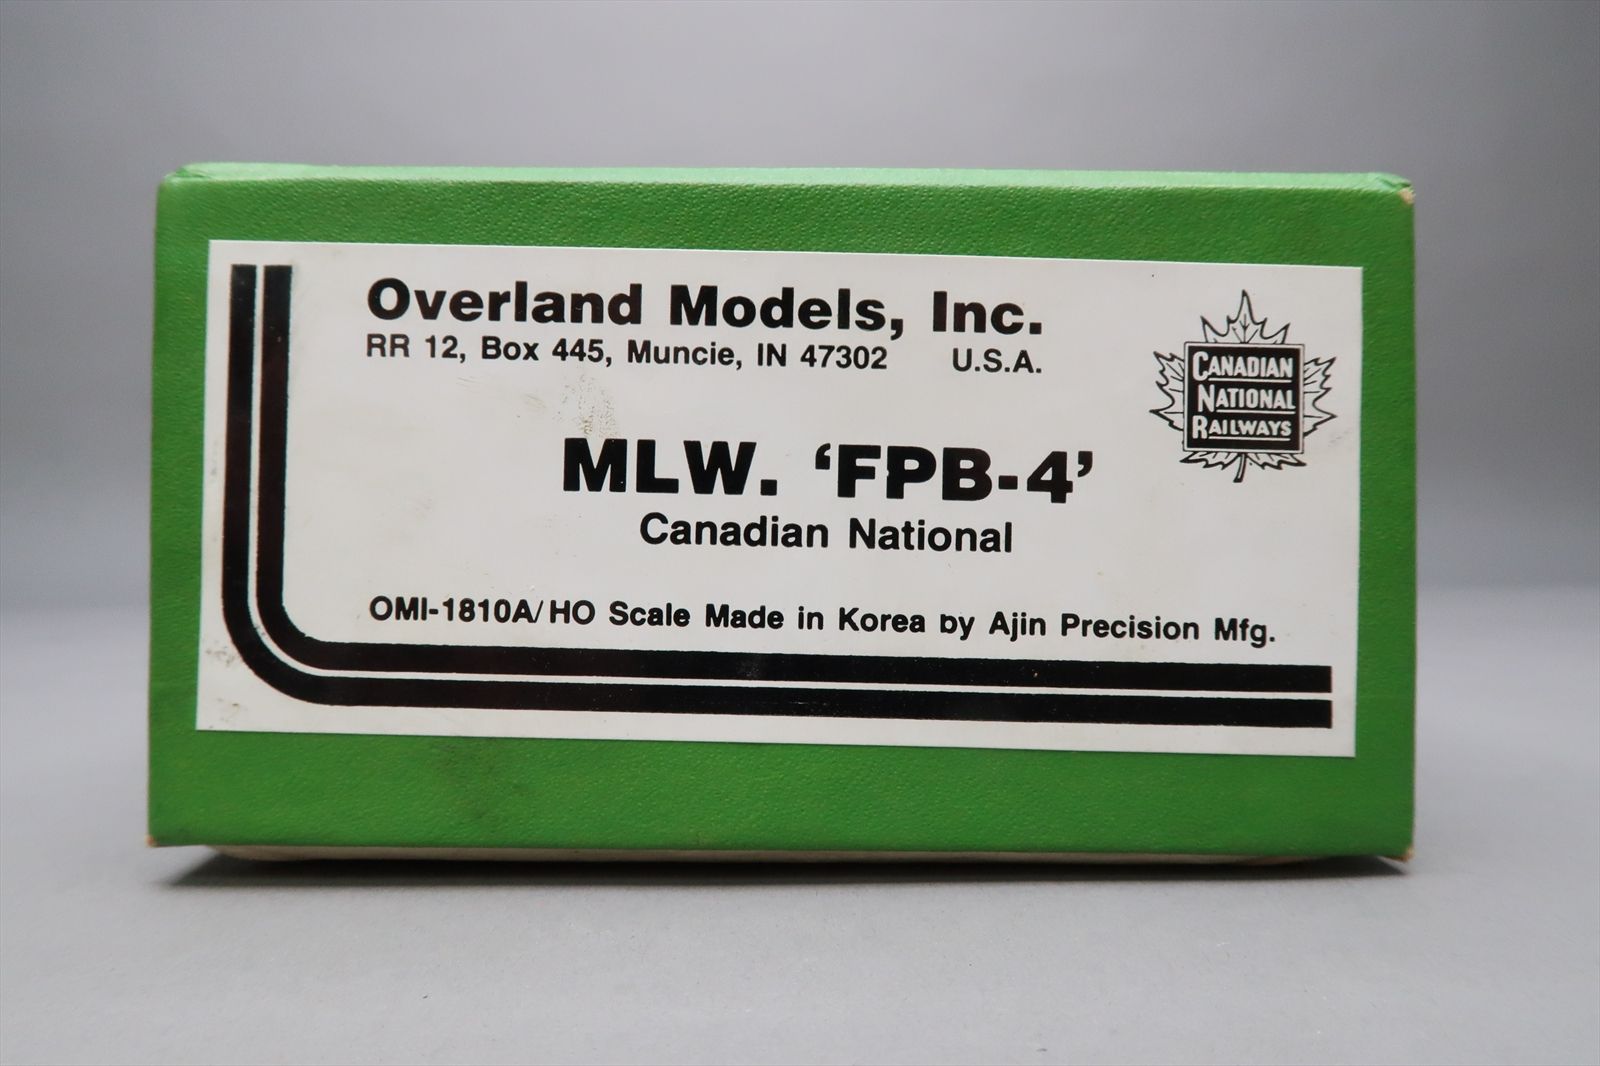 Overland Models, Inc.
RR 12, Box 445, Muncie, IN 47302 U.S.A.
CANADIAN
NATIONAL
RAILWAYS
MLW. ‘FPB-4’
Canadian National
OMI-1810A/HO Scale Made in Korea by Ajin Precision Mfg.